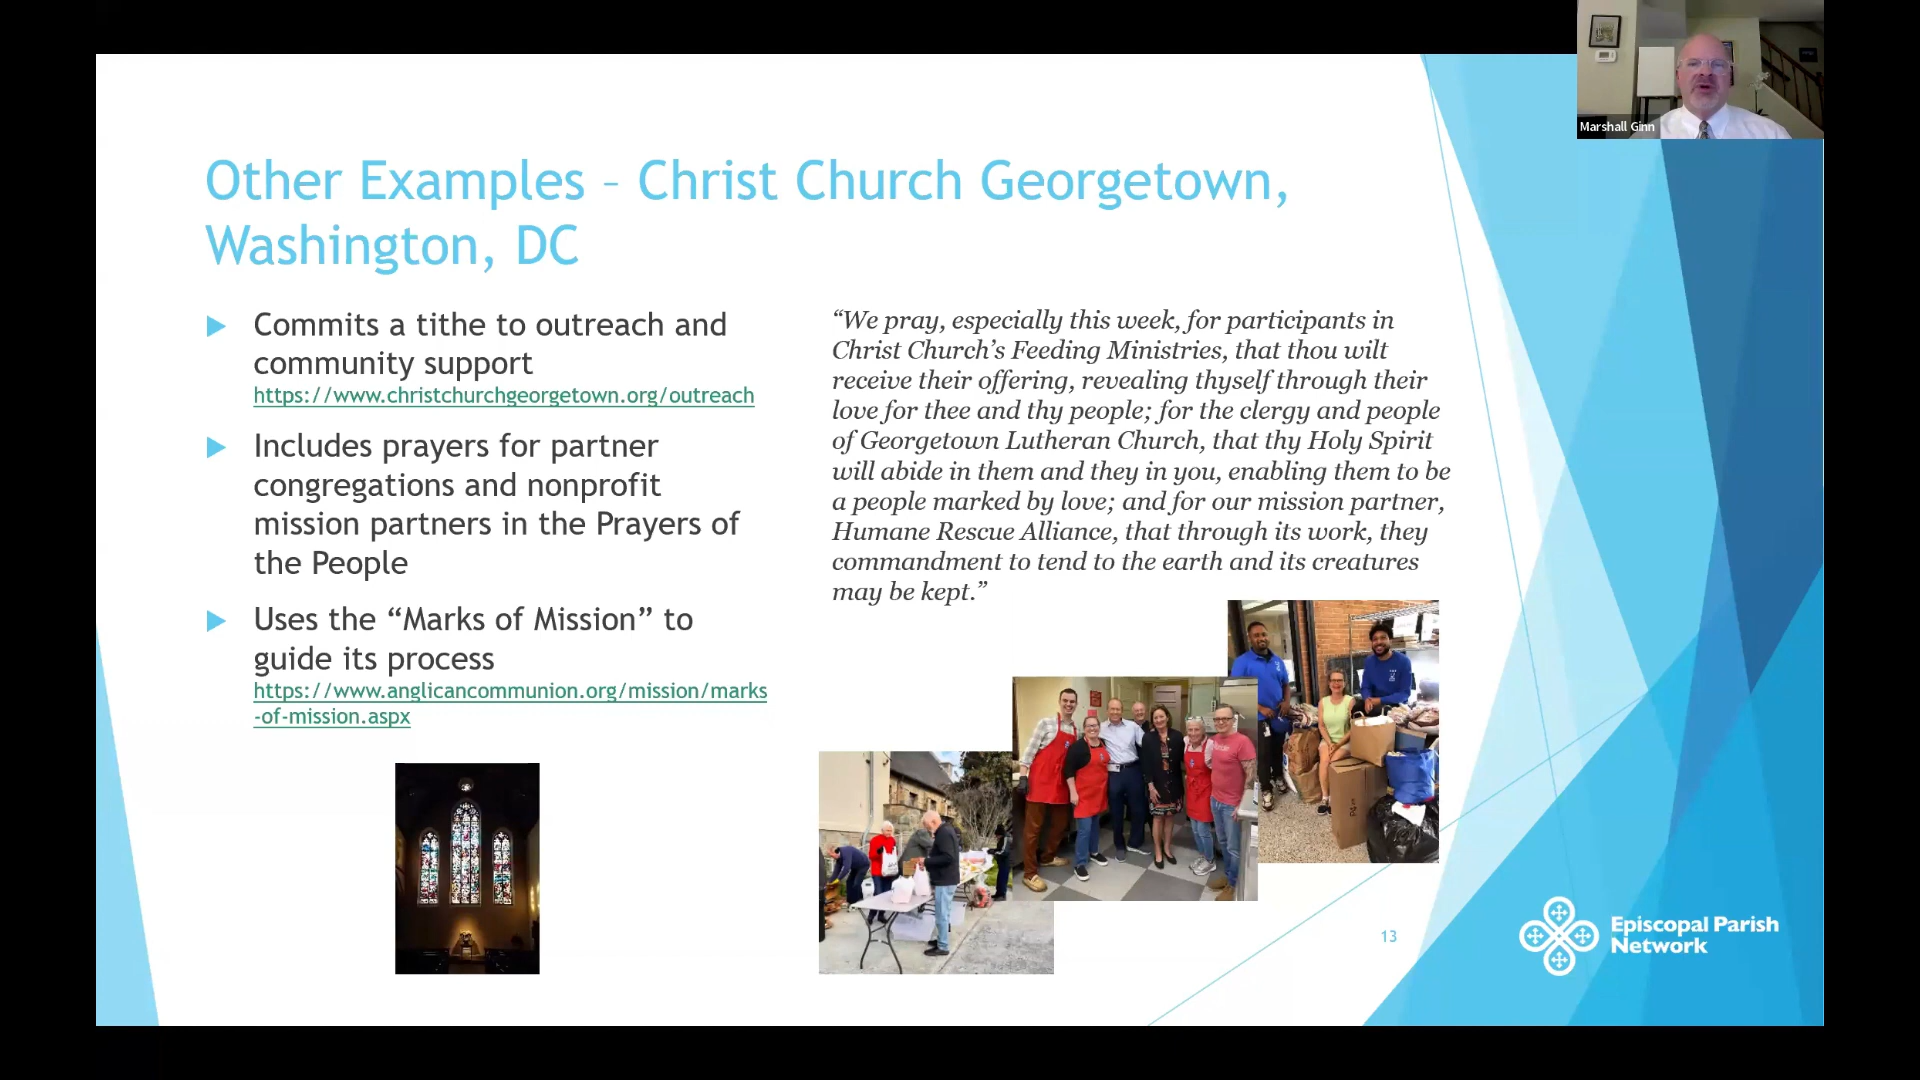 Marshall Ginn
Other Examples – Christ Church Georgetown,
Washington, DC
Commits a tithe to outreach and
community support
https://www.christchurchgeorgetown.org/outreach
Includes prayers for partner
congregations and nonprofit
mission partners in the Prayers of
the People
Uses the “Marks of Mission” to
guide its process
https://www.anglicancommunion.org/mission/marks
-of-mission.aspx
“We pray, especially this week, for participants in
Christ Church’s Feeding Ministries, that thou wilt
receive their offering, revealing thyself through their
love for thee and thy people; for the clergy and people
of Georgetown Lutheran Church, that thy Holy Spirit
will abide in them and they in you, enabling them to be
a people marked by love; and for our mission partner,
Humane Rescue Alliance, that through its work, they
commandment to tend to the earth and its creatures
may be kept.”
13
Episcopal Parish
Network